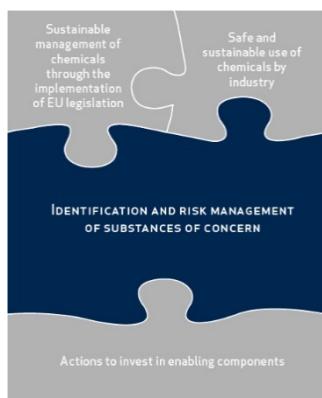 Sustainable
management of
chemicals
through the
implementation
of EU legislation
Safe and
sustainable use of
chemicals by
industry
IDENTIFICATION AND RISK MANAGEMENT
OF SUBSTANCES OF CONCERN
Actions to invest in enabling components